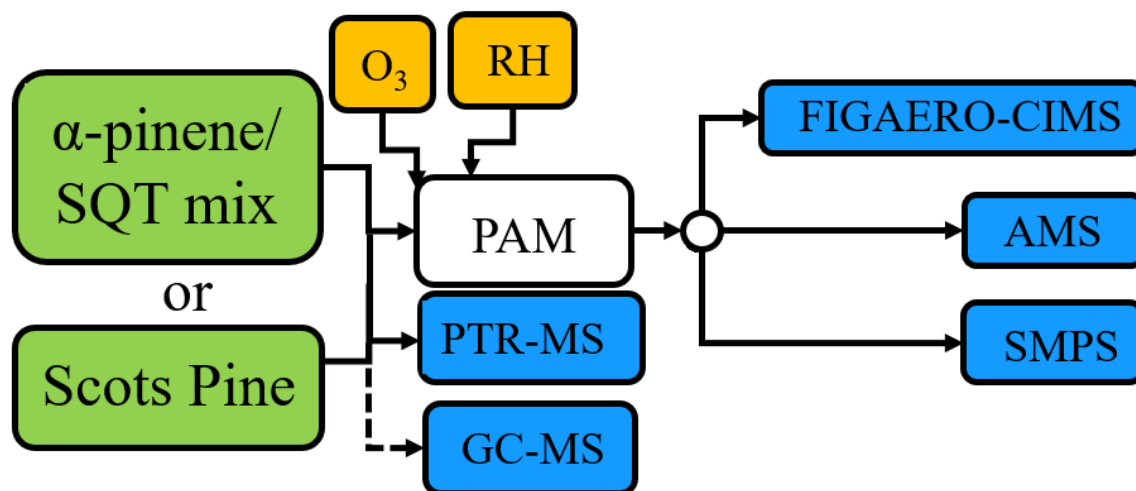 O₃
RH
α-pinene/
SQT mix
or
Scots Pine
PAM
PTR-MS
GC-MS
FIGAERO-CIMS
AMS
SMPS